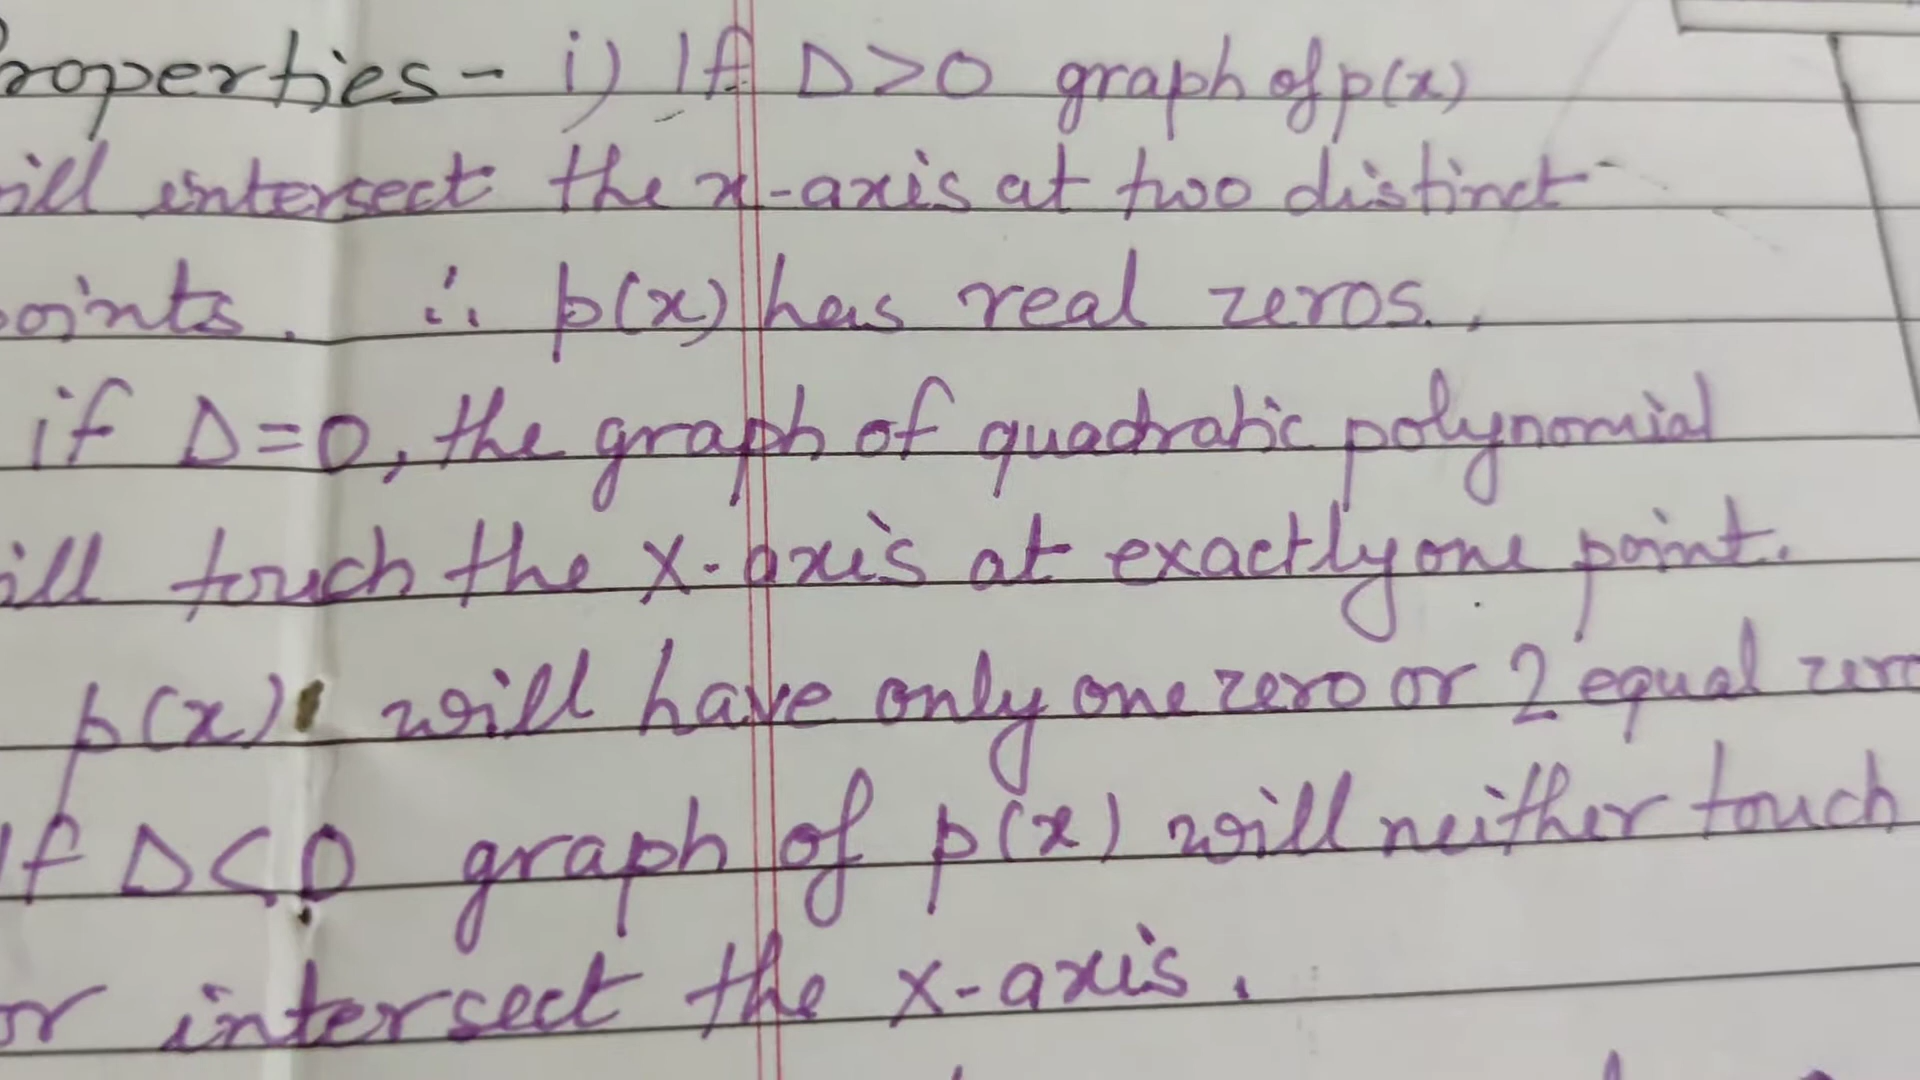 roperties - i) If Δ>0 graph of p(x)
ill intersect the x-axis at two distinct
oints. ∴ p(x) has real zeros.
if Δ=0, the graph of quadratic polynomial
ill touch the x-axis at exactly one point.
p(x) will have only one zero or 2 equal zero
If Δ<0 graph of p(x) will neither touch
or intersect the x-axis.